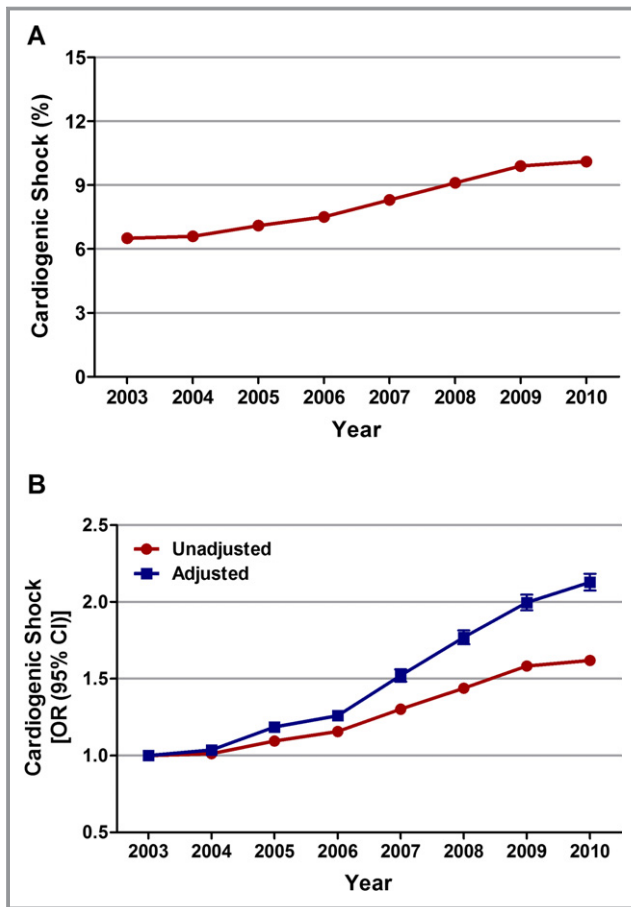 A
Cardiogenic Shock (%)
15
12
9
6
3
0
2003 2004 2005 2006 2007 2008 2009 2010
Year
B
Cardiogenic Shock
[OR (95% CI)]
2.5
2.0
1.5
1.0
0.5
Unadjusted
Adjusted
2003 2004 2005 2006 2007 2008 2009 2010
Year